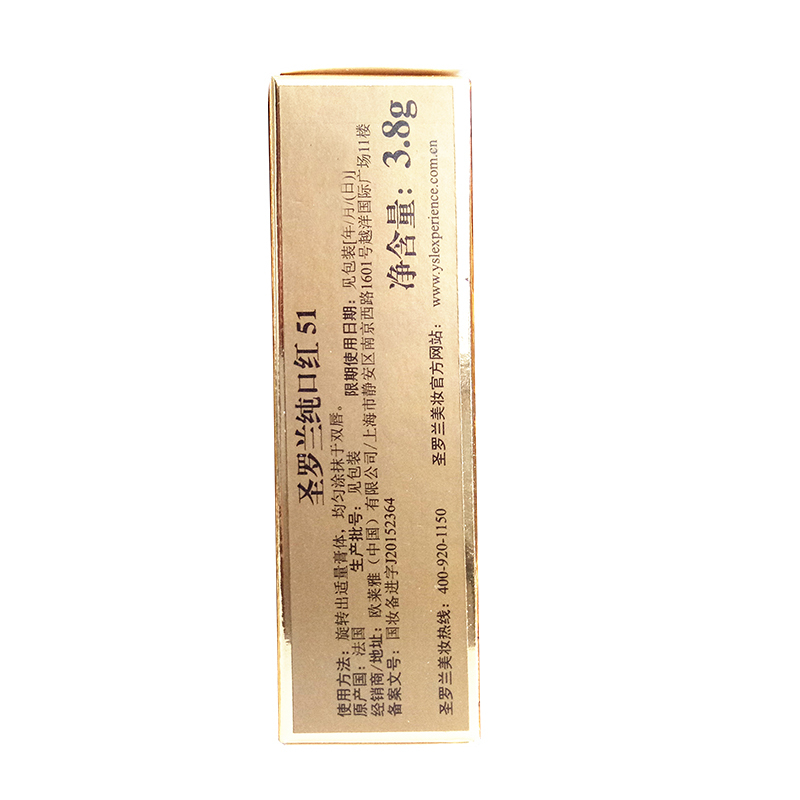 圣罗兰纯口红 51
使用方法：旋转出适量膏体，均匀涂抹于双唇。
原产国：法国 生产批号：见包装 限期使用日期：见包装[年/月/(日)]
经销商/地址：欧莱雅（中国）有限公司/上海市静安区南京西路1601号越洋国际广场11楼
备案文号：国妆备进字J20152364
净含量：3.8g
圣罗兰美妆热线：400-920-1150 圣罗兰美妆官方网站：www.yslexperience.com.cn